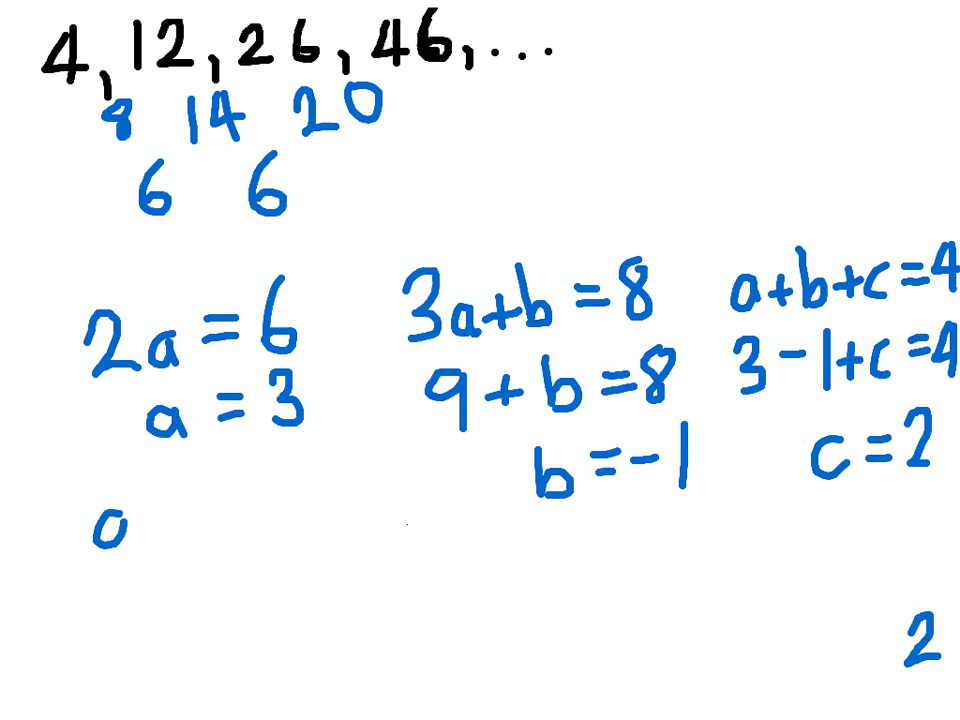 4, 12, 26, 46, ...
8 14 20
6 6
2a = 6 3a+b = 8 a+b+c=4
a = 3 9 + b = 8 3 - 1 + c = 4
b = - 1 c = 2
0
2